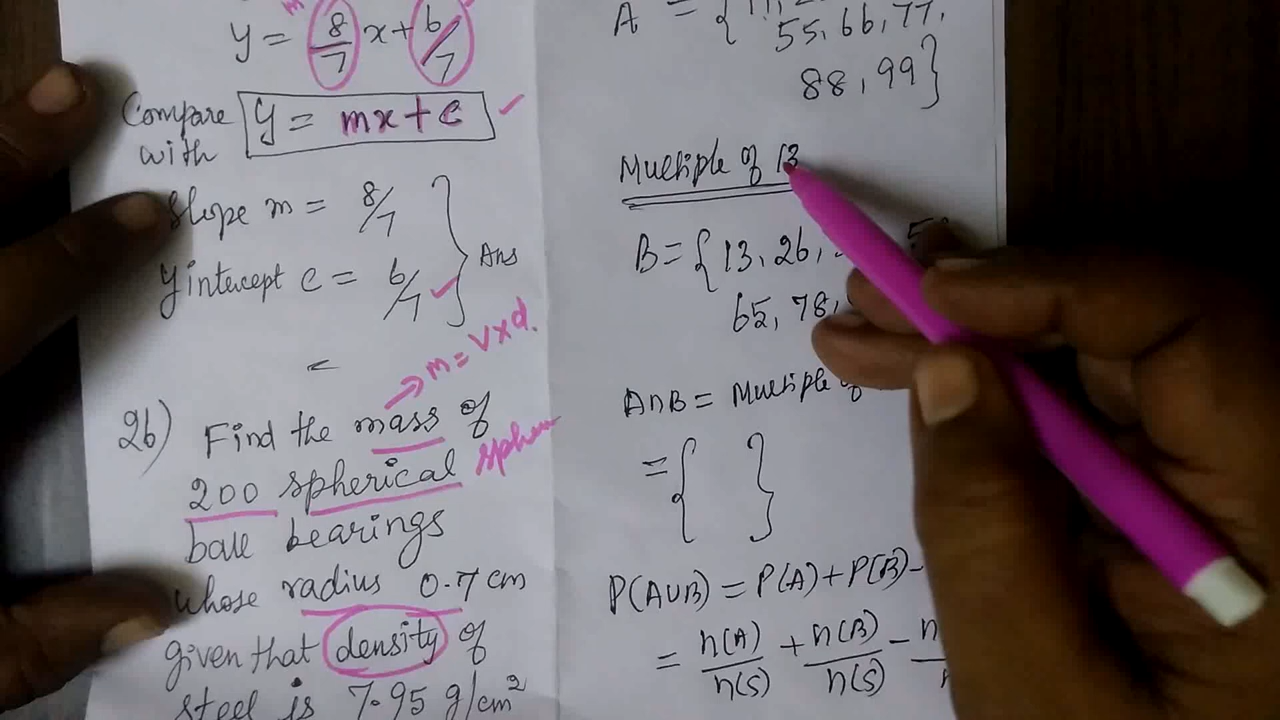 y = 8/7 x + 6/7
Compare
with
y = mx + c
Slope m = 8/7
y intercept c = 6/7
Ans
m = V×d.
26) Find the mass of
200 spherical
ball bearings
whose radius 0.7 cm
given that density of
steel is 7.95 g/cm²
A = {
55, 66, 77,
88, 99}
Multiple of 13
B = {13, 26,
65, 78,
A∩B = Multiple of
= { }
P(A∪B) = P(A) + P(B) -
= n(A)/n(S) + n(B)/n(S) -